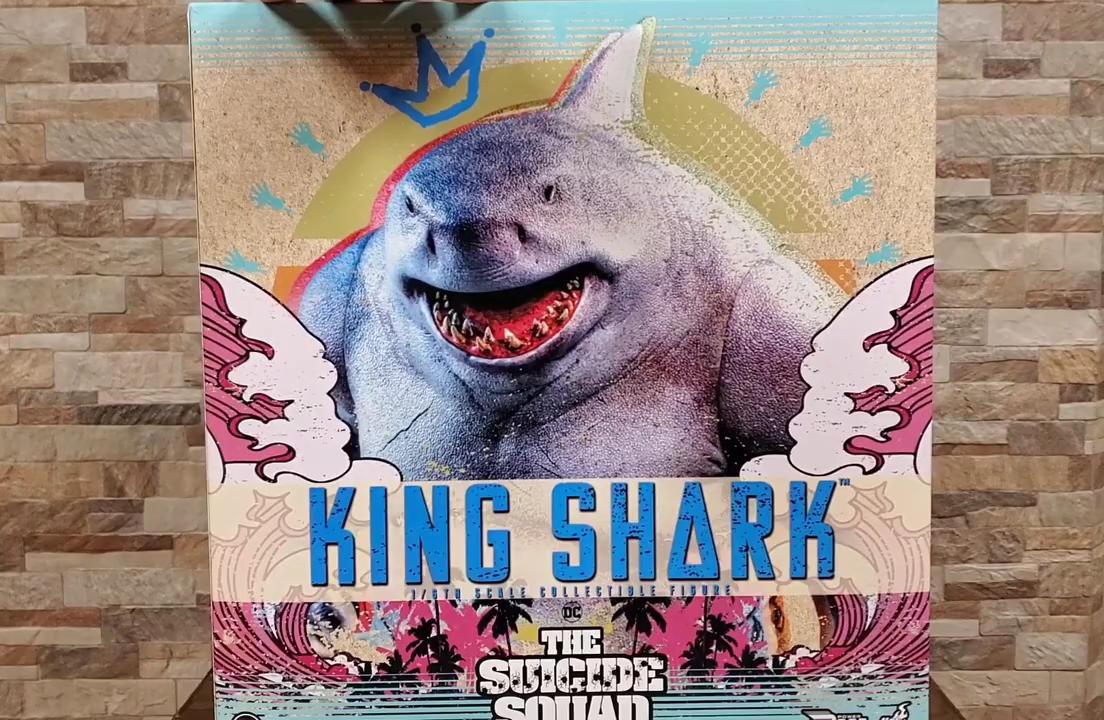 KING SHARK™
1/6TH SCALE COLLECTIBLE FIGURE
DC
THE
SUICIDE
SQUAD